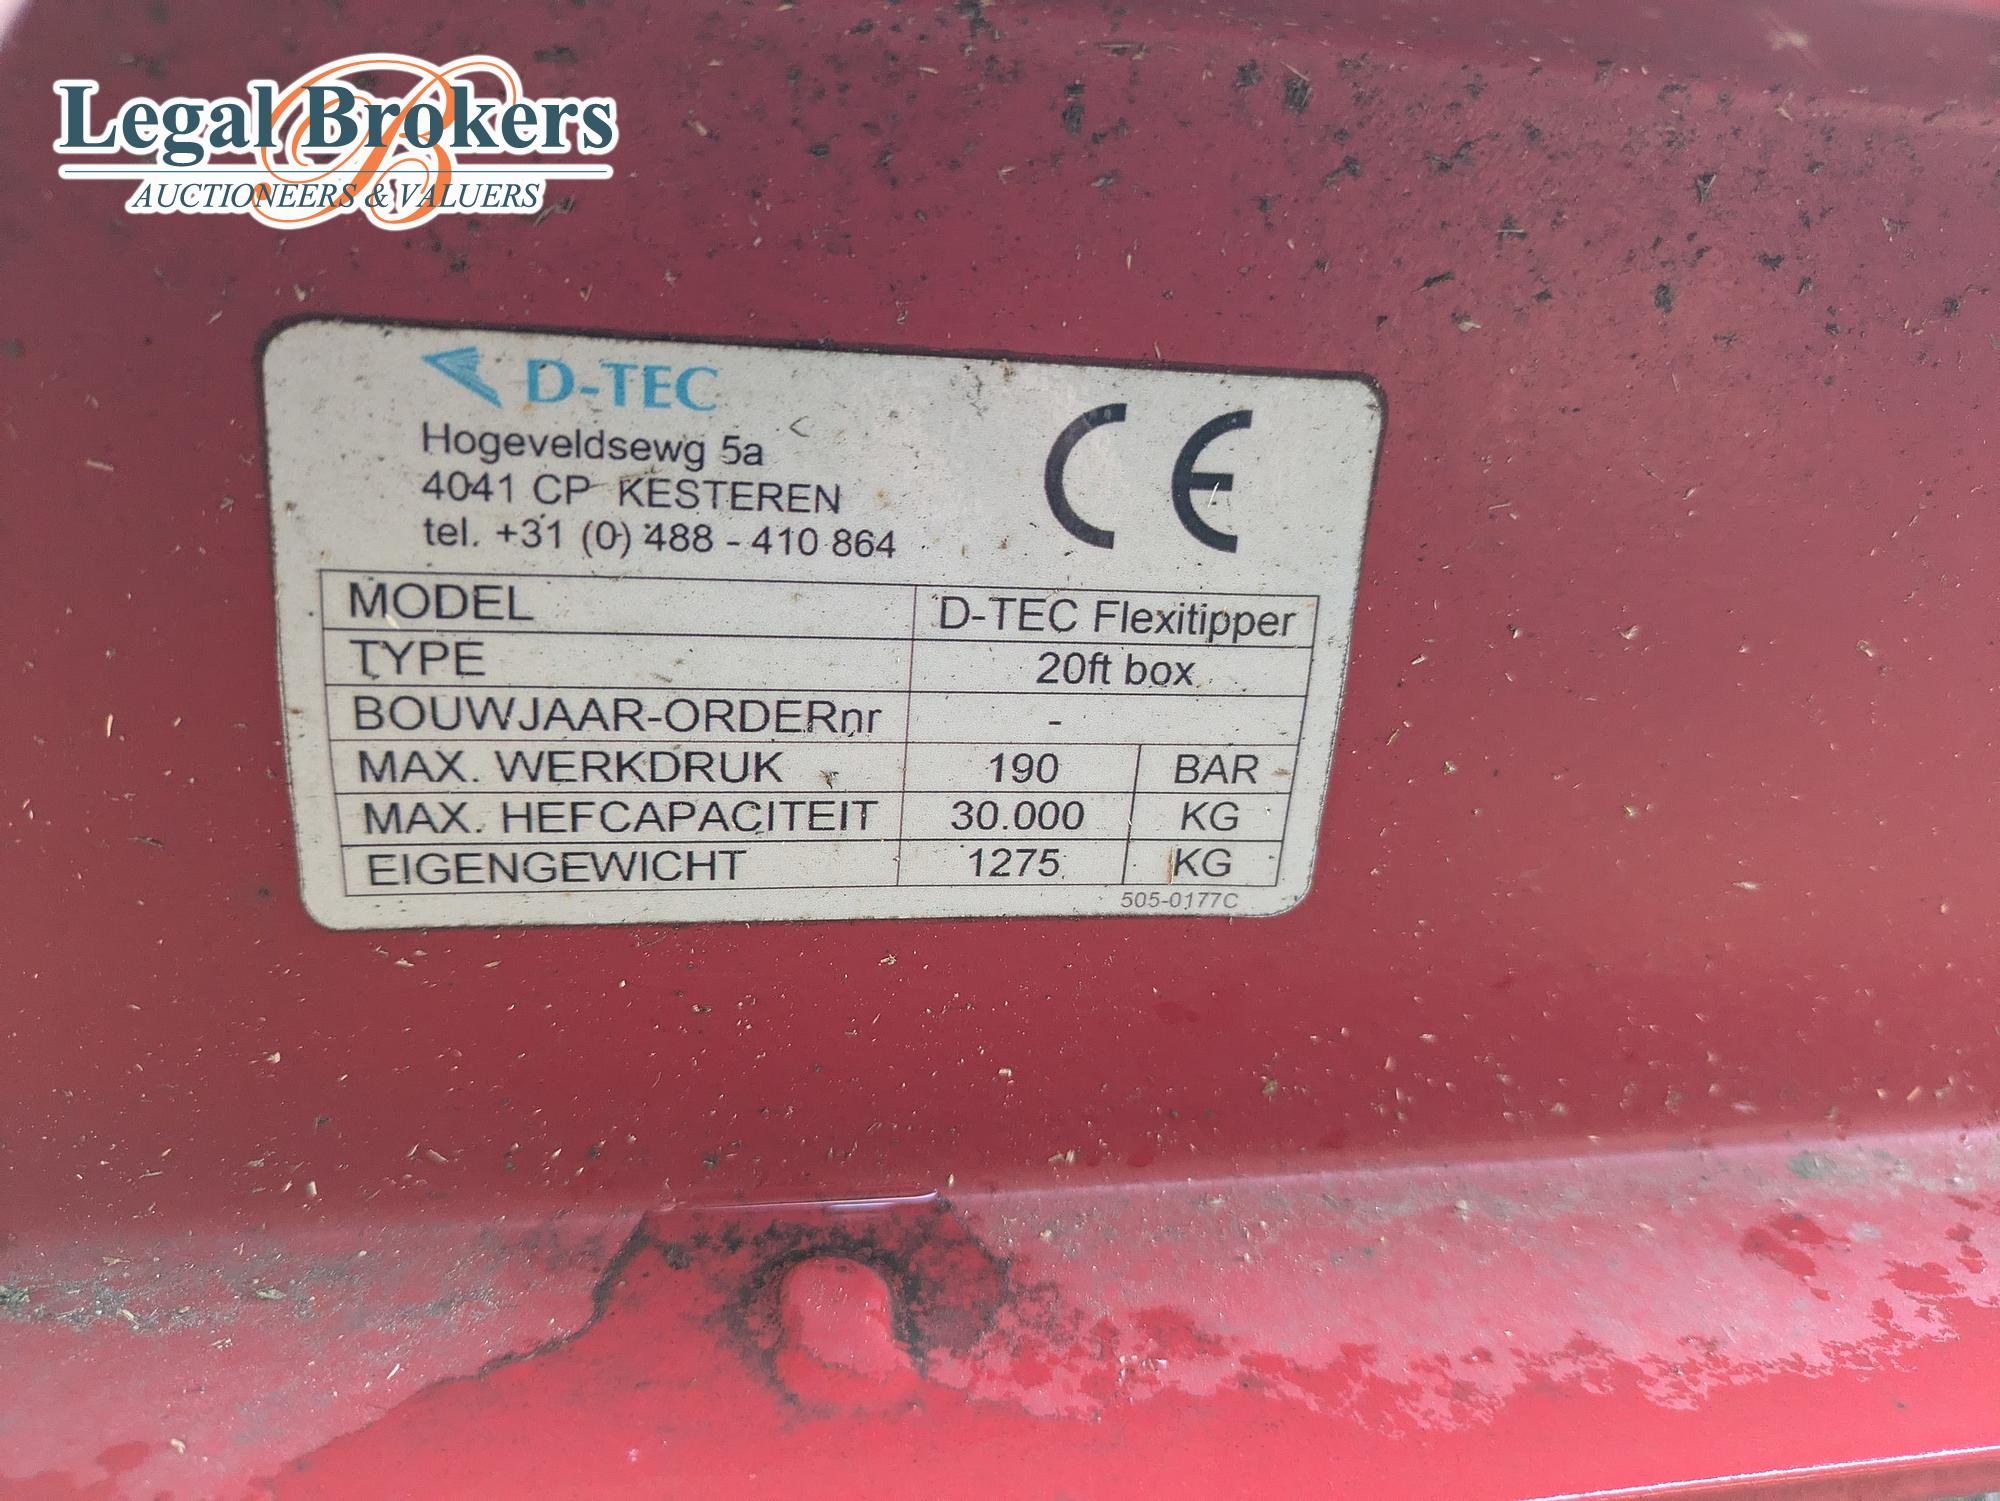 Legal Brokers
AUCTIONEERS & VALUERS
D-TEC
Hogeveldsewg 5a
4041 CP KESTEREN
tel. +31 (0) 488 - 410 864
CE
MODEL D-TEC Flexitipper
TYPE 20ft box
BOUWJAAR-ORDERnr -
MAX. WERKDRUK 190 BAR
MAX. HEFCAPACITEIT 30.000 KG
EIGENGEWICHT 1275 KG
505-0177C